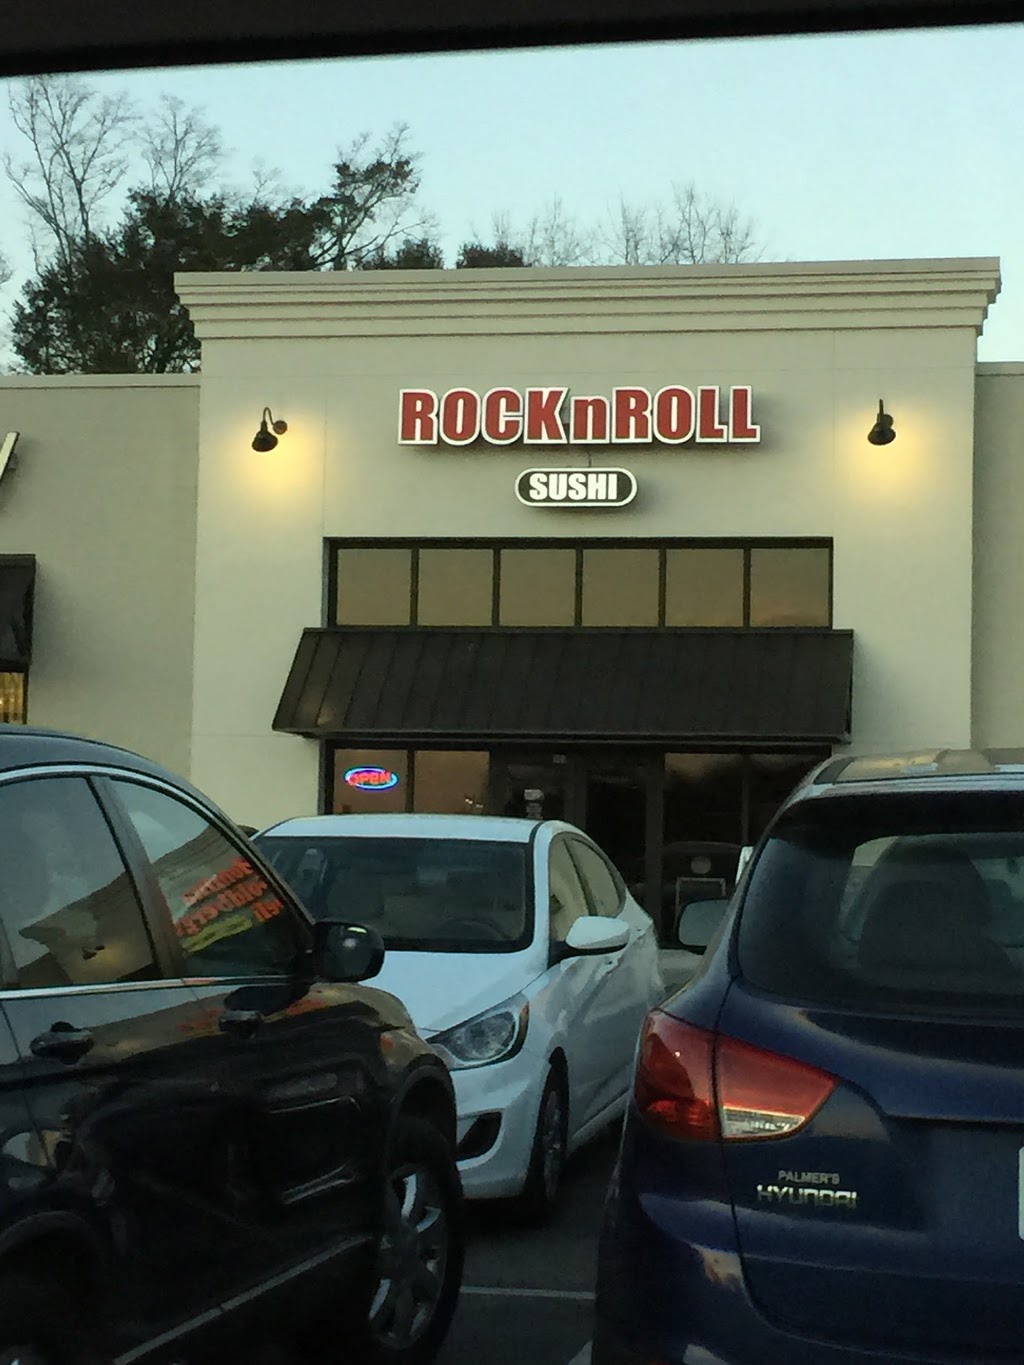 ROCKnROLL
SUSHI
OPEN
PALMER'S
HYUNDAI